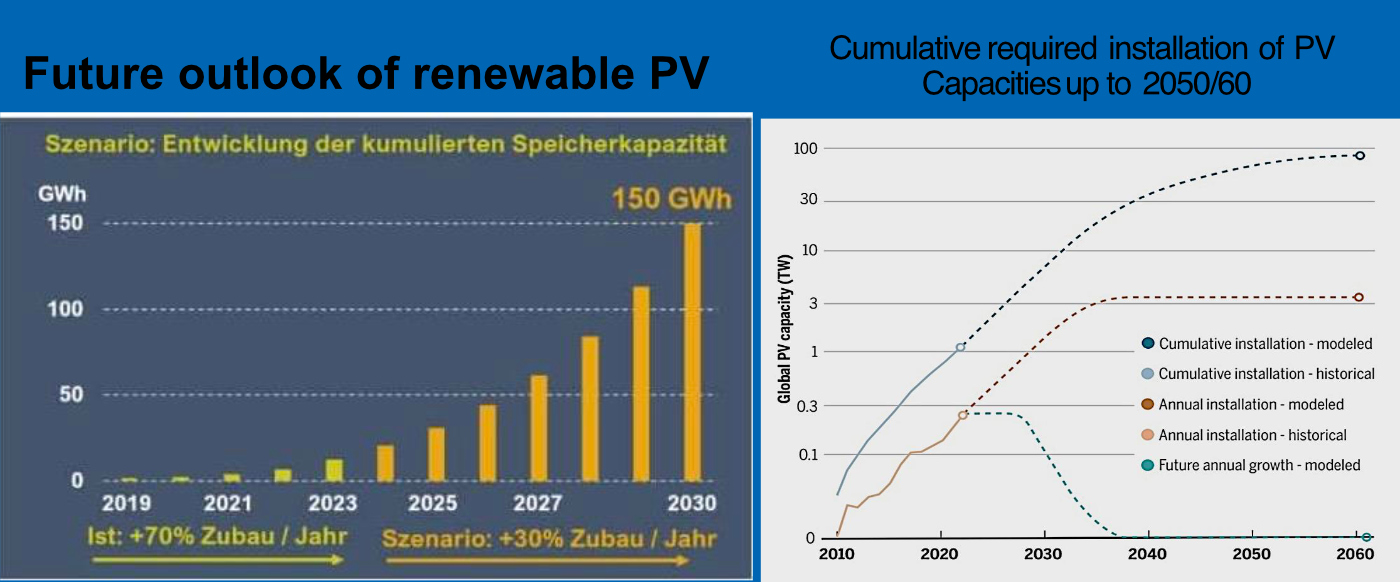 Future outlook of renewable PV
Szenario: Entwicklung der kumulierten Speicherkapazität
GWh
150 GWh
150
100
50
0
2019 2021 2023 2025 2027 2030
Ist: +70% Zubau / Jahr
Szenario: +30% Zubau / Jahr
Cumulative required installation of PV
Capacities up to 2050/60
Global PV capacity (TW)
100
30
10
3
1
0.3
0.1
0
2010 2020 2030 2040 2050 2060
Cumulative installation - modeled
Cumulative installation - historical
Annual installation - modeled
Annual installation - historical
Future annual growth - modeled